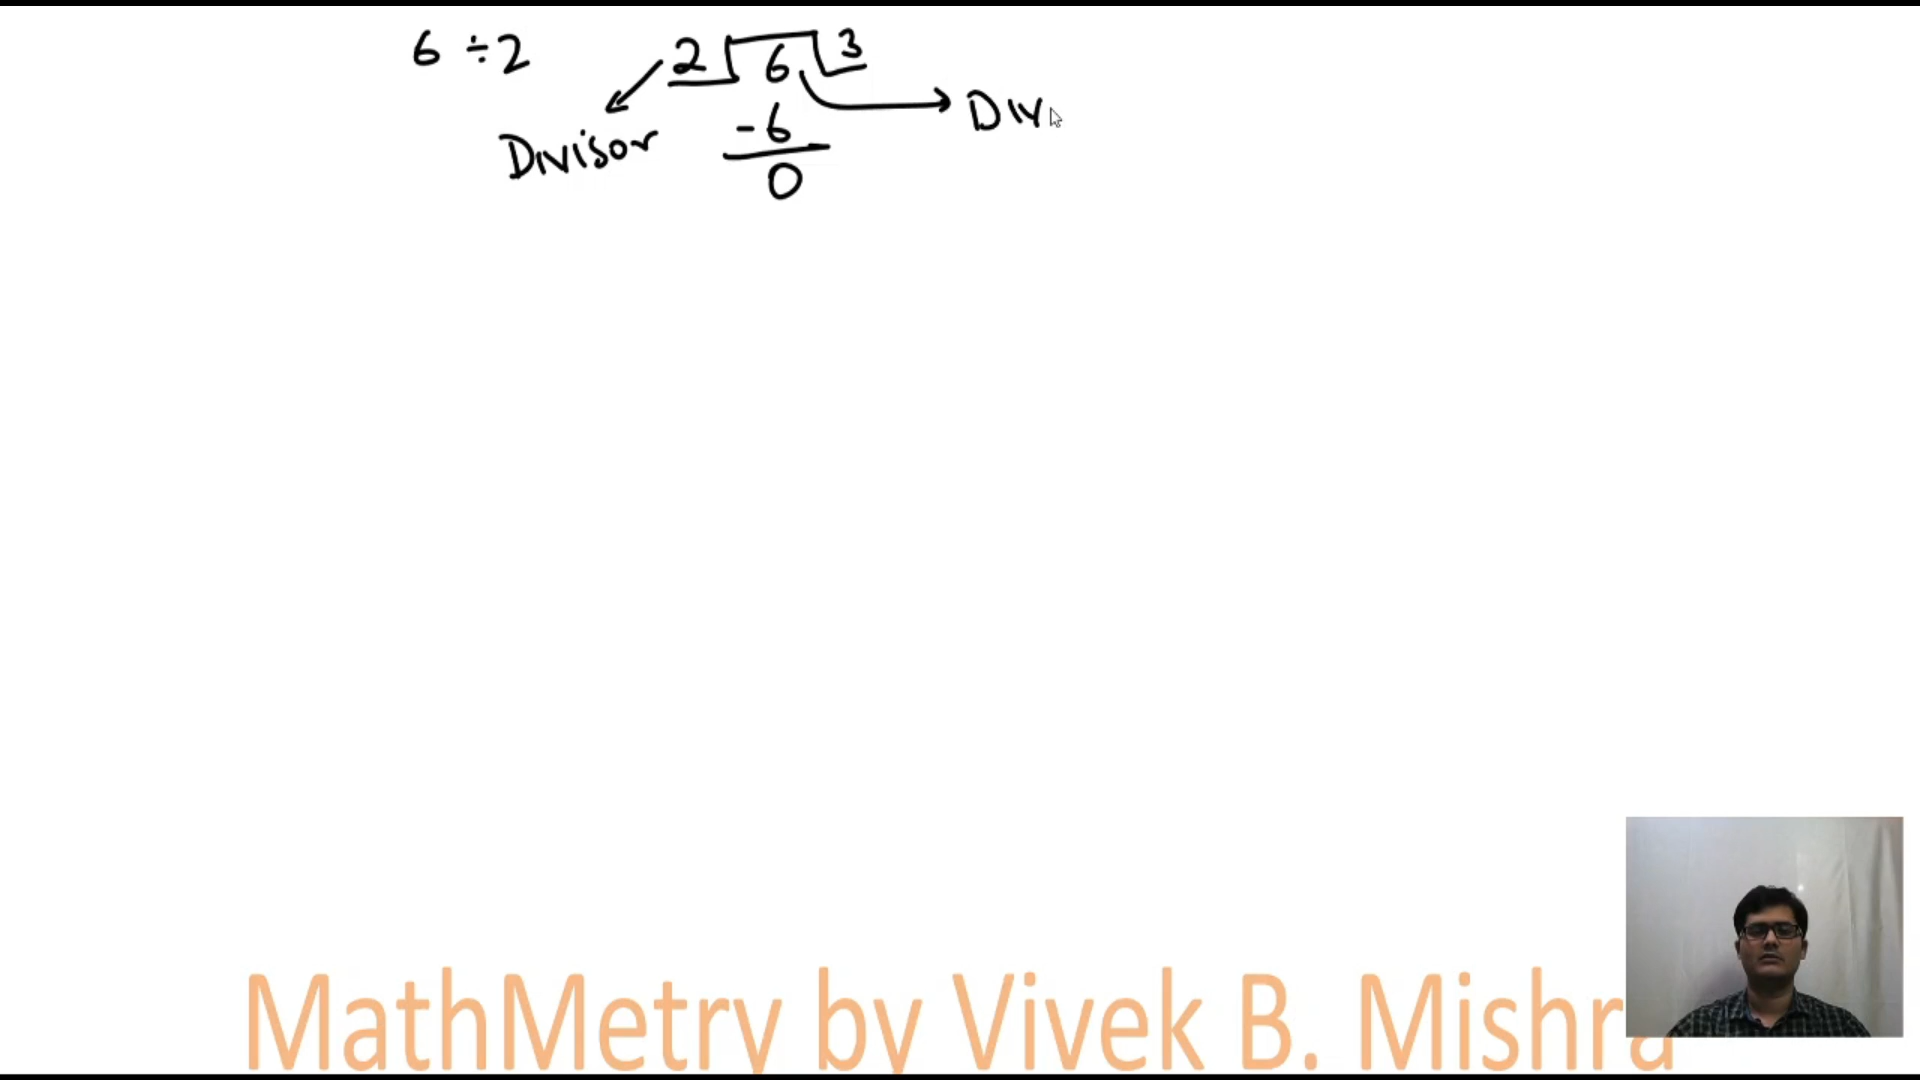 6 ÷ 2 2 6 3
Div
Divisor - 6
0
MathMetry by Vivek B. Mishra